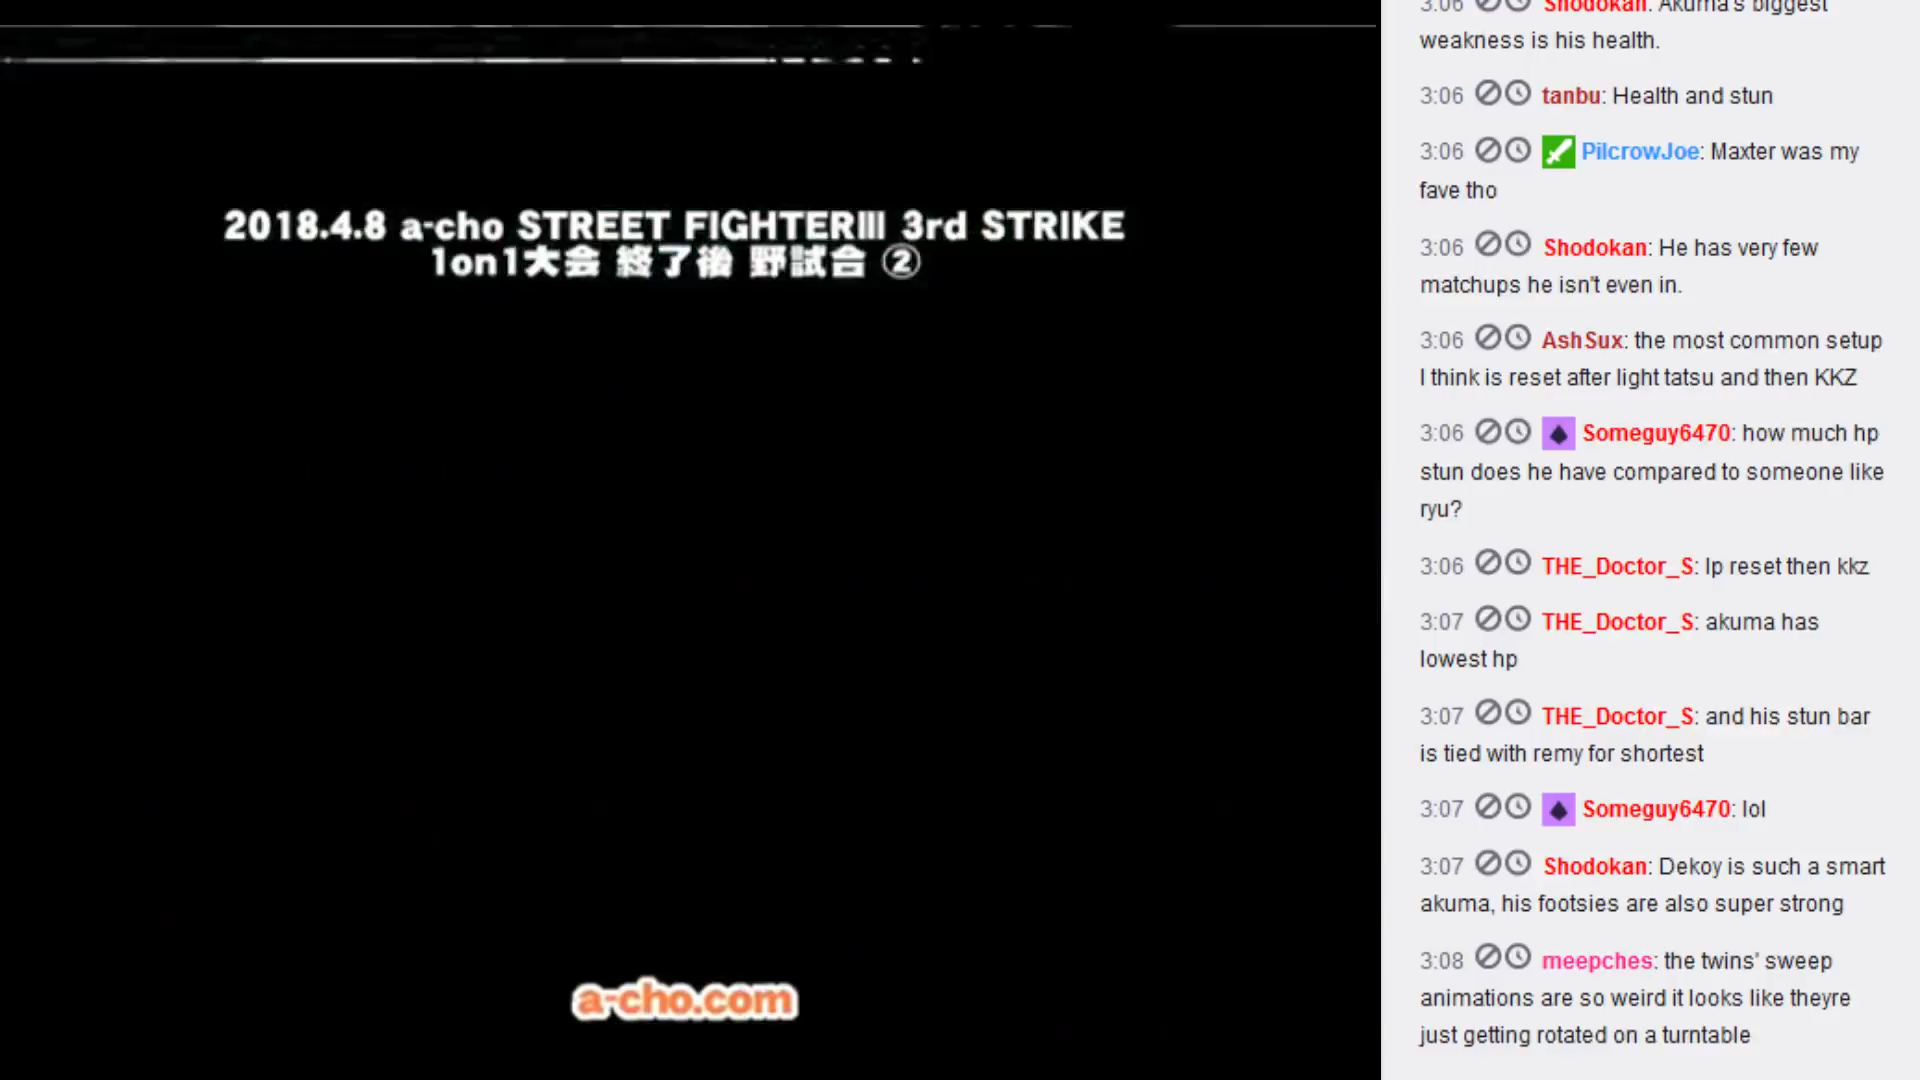 2018.4.8 a-cho STREET FIGHTERIII 3rd STRIKE
1on1大会 終了後 野試合 ②
a-cho.com
3:06 Shodokan: Akuma's biggest
weakness is his health.
3:06 tanbu: Health and stun
3:06 PilcrowJoe: Maxter was my
fave tho
3:06 Shodokan: He has very few
matchups he isn't even in.
3:06 AshSux: the most common setup
I think is reset after light tatsu and then KKZ
3:06 Someguy6470: how much hp
stun does he have compared to someone like
ryu?
3:06 THE_Doctor_S: lp reset then kkz
3:07 THE_Doctor_S: akuma has
lowest hp
3:07 THE_Doctor_S: and his stun bar
is tied with remy for shortest
3:07 Someguy6470: lol
3:07 Shodokan: Dekoy is such a smart
akuma, his footsies are also super strong
3:08 meepches: the twins' sweep
animations are so weird it looks like theyre
just getting rotated on a turntable